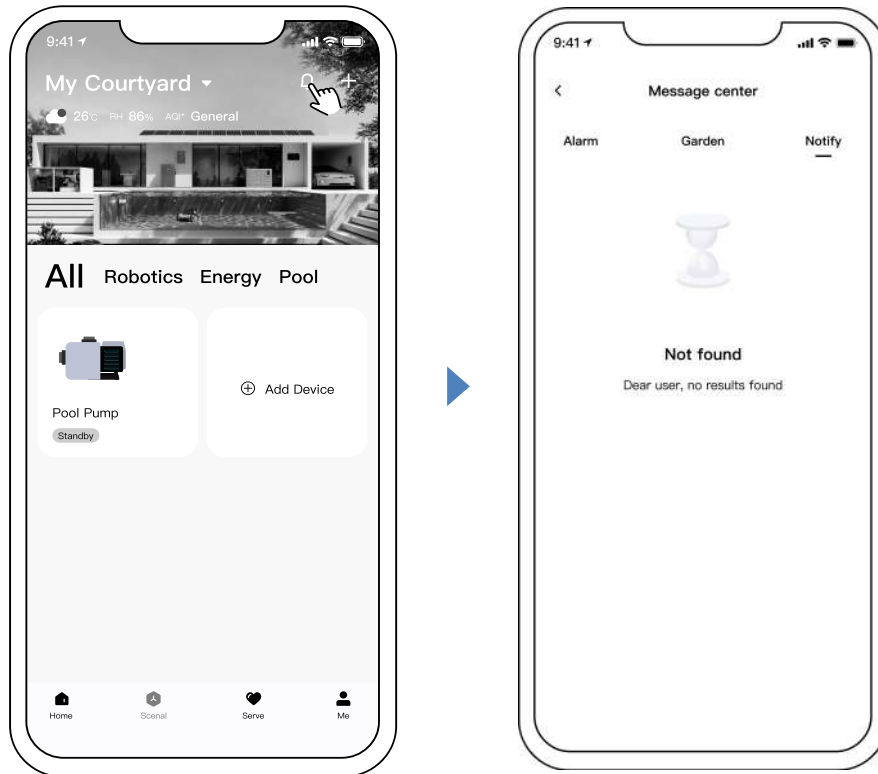 9:41
My Courtyard
26°C RH 86% AQI* General
All Robotics Energy Pool
Pool Pump
Standby
Add Device
Home Scenal Serve Me
9:41
Message center
Alarm Garden Notify
Not found
Dear user, no results found